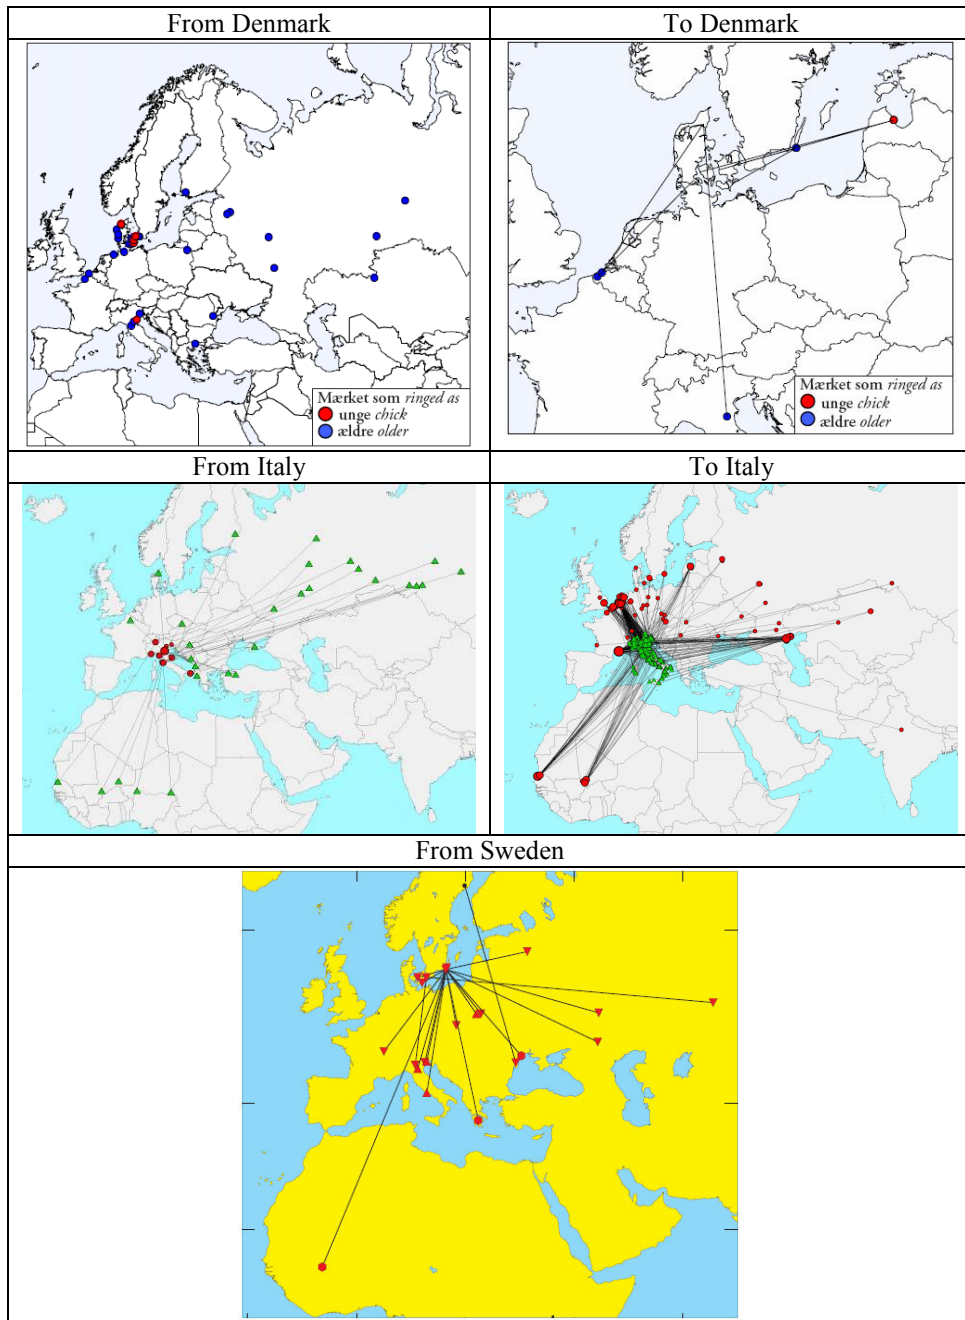 From Denmark
To Denmark
Mærket som ringed as
unge chick
ældre older
Mærket som ringed as
unge chick
ældre older
From Italy
To Italy
From Sweden